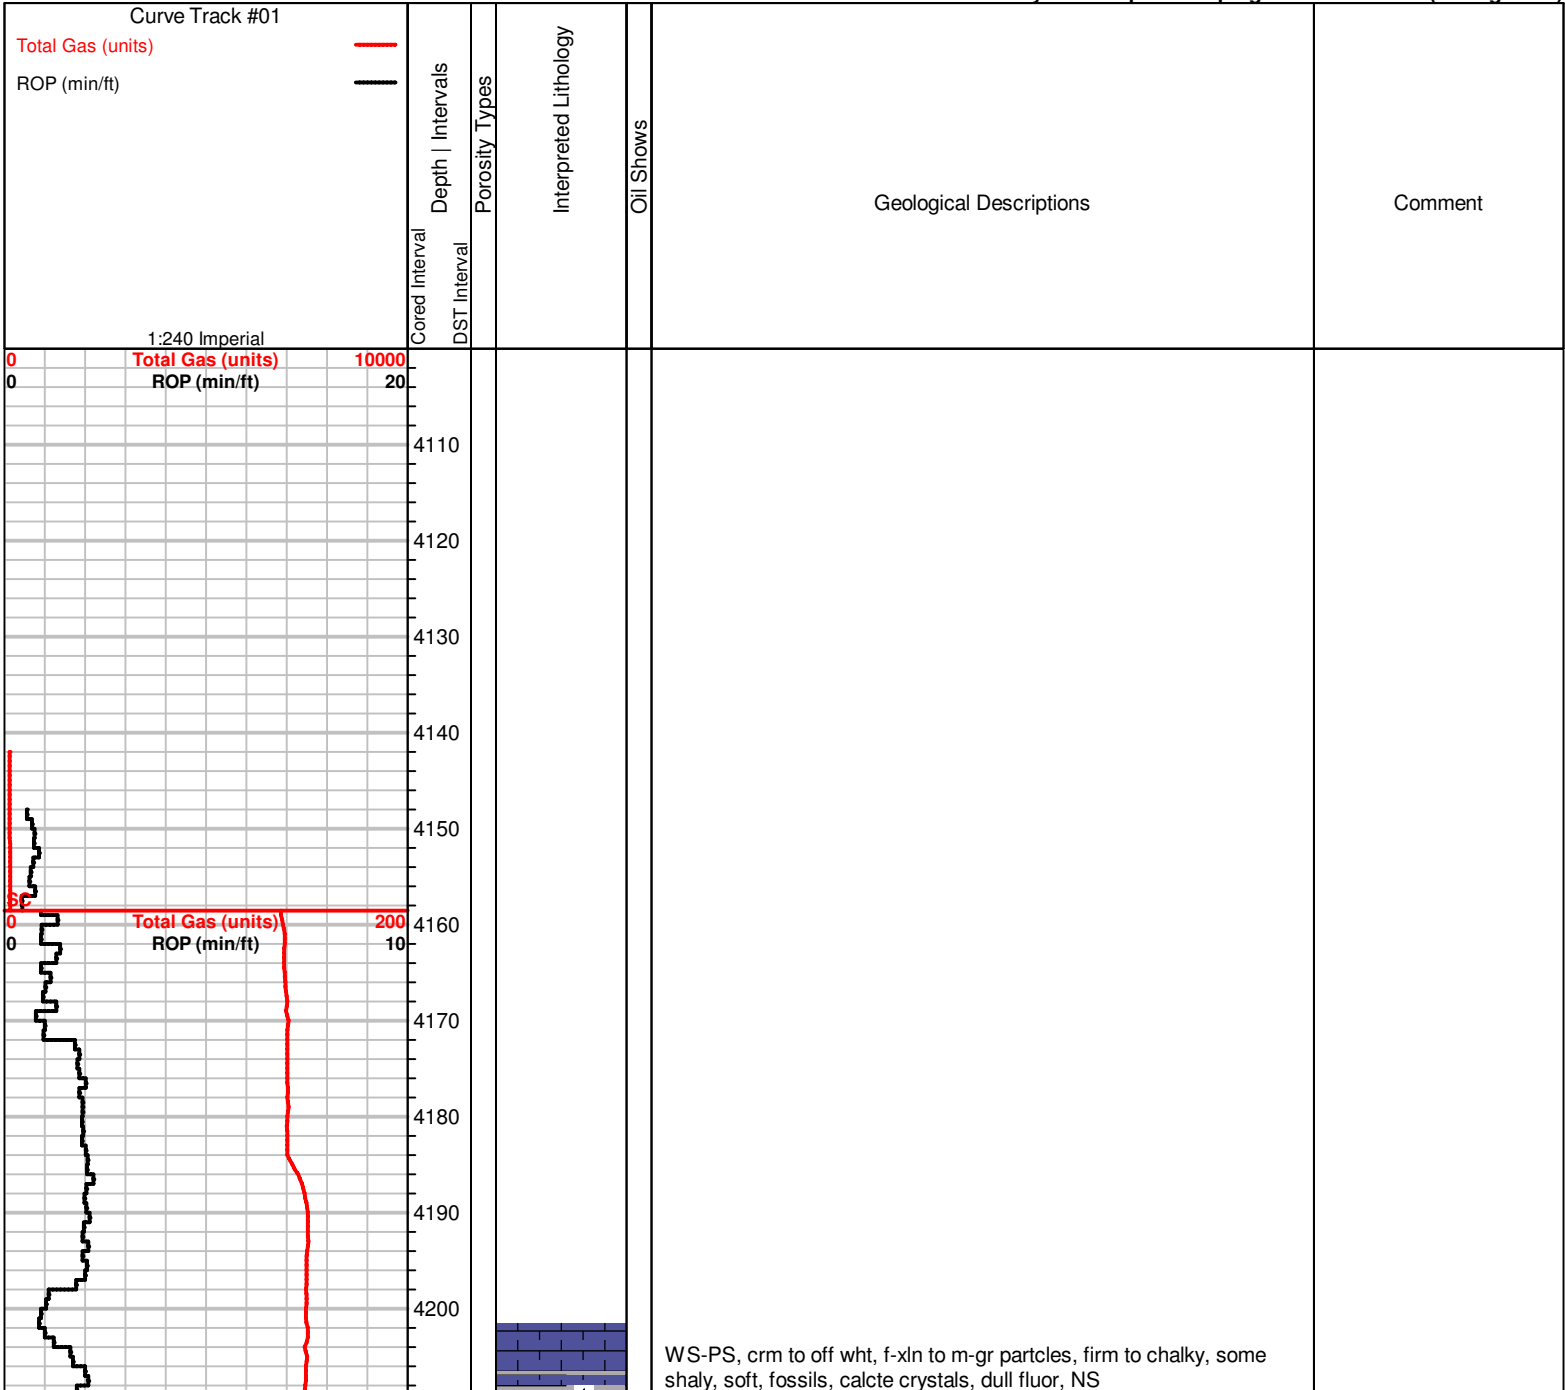 Curve Track #01
Total Gas (units)
ROP (min/ft)
1:240 Imperial
Depth | Intervals
Cored Interval
DST Interval
Porosity Types
Interpreted Lithology
Oil Shows
Geological Descriptions
Comment
0 Total Gas (units) 10000
0 ROP (min/ft) 20
4110
4120
4130
4140
4150
SC
0 Total Gas (units) 200
4160
0 ROP (min/ft) 10
4170
4180
4190
4200
WS-PS, crm to off wht, f-xln to m-gr partcles, firm to chalky, some
shaly, soft, fossils, calcte crystals, dull fluor, NS